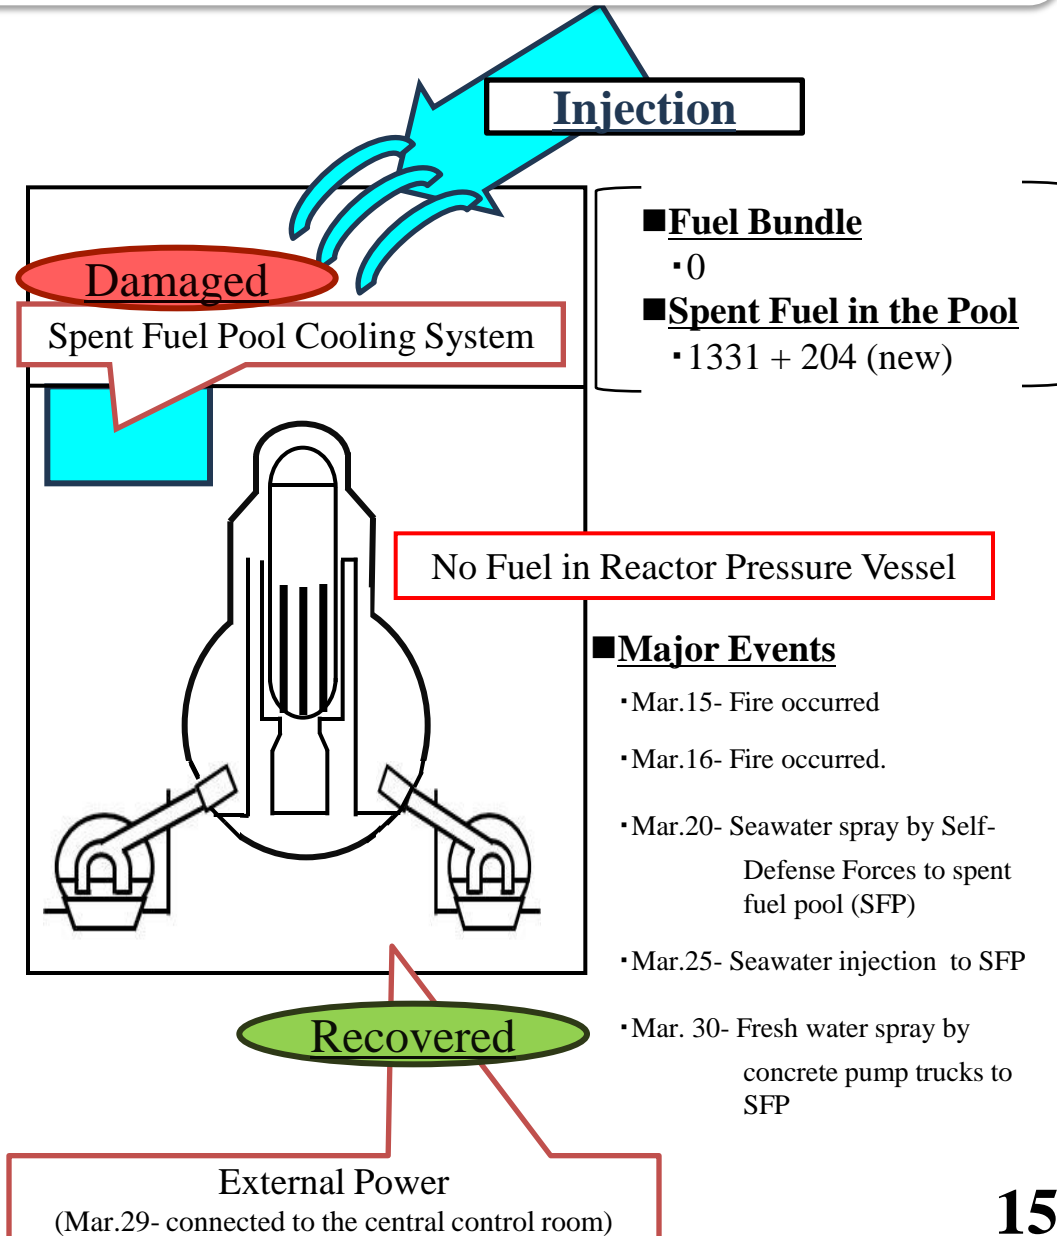 Injection
■Fuel Bundle
・0
■Spent Fuel in the Pool
・1331 + 204 (new)
Damaged
Spent Fuel Pool Cooling System
No Fuel in Reactor Pressure Vessel
■Major Events
・Mar.15- Fire occurred
・Mar.16- Fire occurred.
・Mar.20- Seawater spray by Self-
Defense Forces to spent
fuel pool (SFP)
・Mar.25- Seawater injection to SFP
・Mar. 30- Fresh water spray by
concrete pump trucks to
SFP
Recovered
External Power
(Mar.29- connected to the central control room)
15